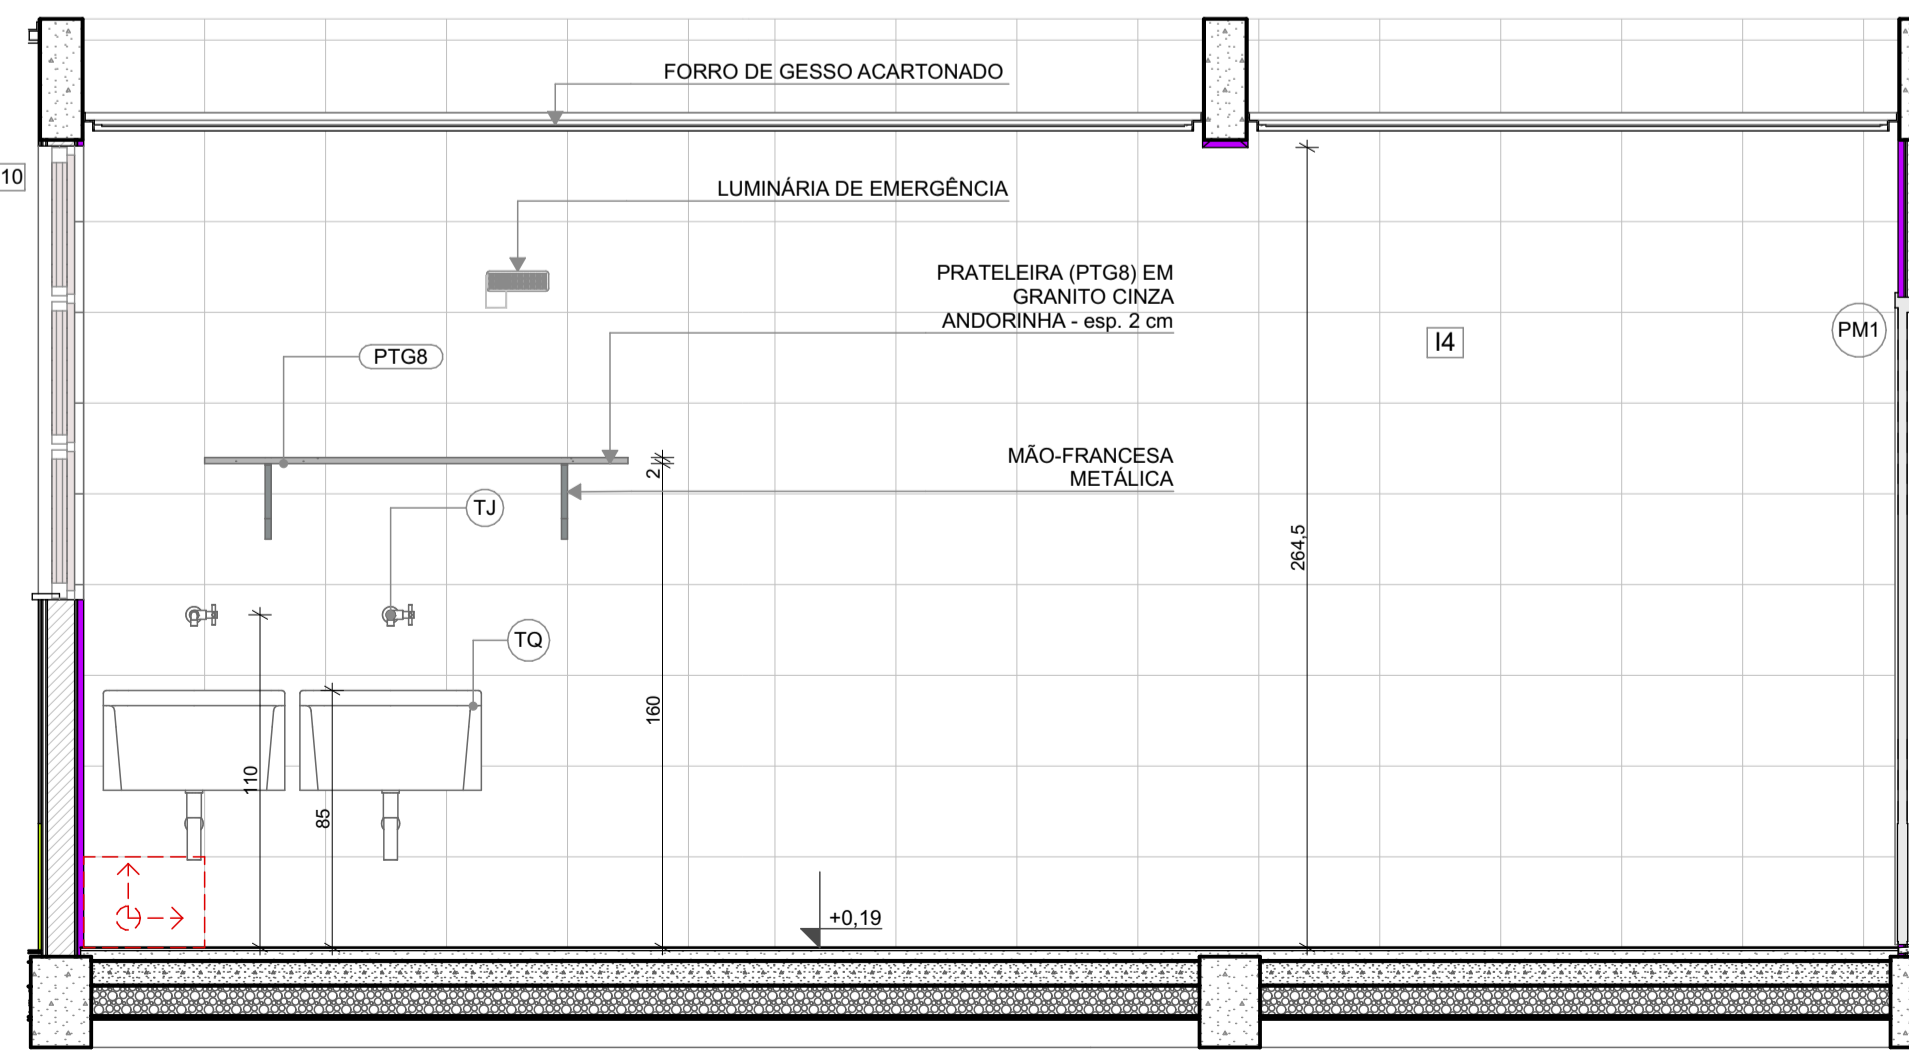 FORRO DE GESSO ACARTONADO
10
LUMINÁRIA DE EMERGÊNCIA
PRATELEIRA (PTG8) EM
GRANITO CINZA
ANDORINHA - esp. 2 cm
PM1
I4
PTG8
MÃO-FRANCESA
METÁLICA
2
TJ
264,5
TQ
160
110
85
+0,19